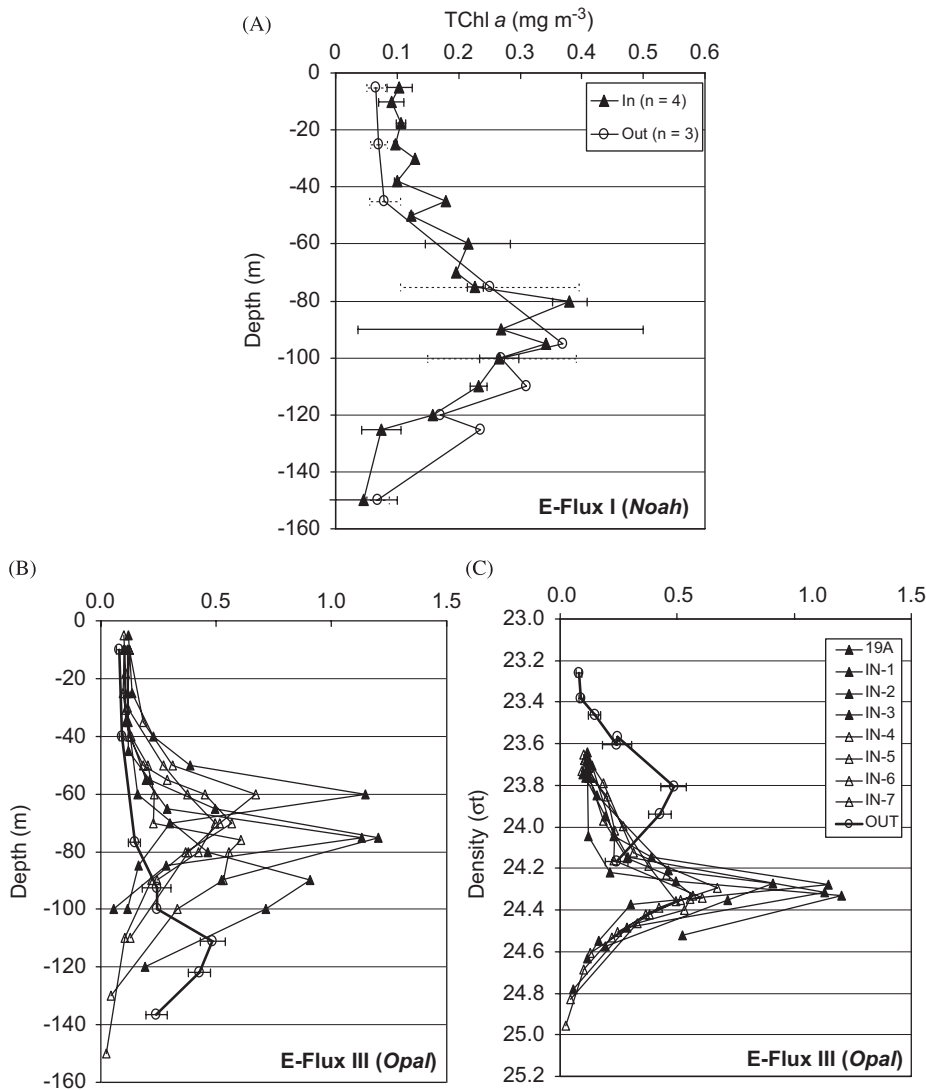 (A)
TChl a (mg m-3)
0 0.1 0.2 0.3 0.4 0.5 0.6
0
-20
-40
-60
-80
-100
-120
-140
-160
Depth (m)
In (n = 4)
Out (n = 3)
E-Flux I (Noah)
(B)
0.0 0.5 1.0 1.5
0
-20
-40
-60
-80
-100
-120
-140
-160
Depth (m)
E-Flux III (Opal)
(C)
0.0 0.5 1.0 1.5
23.0
23.2
23.4
23.6
23.8
24.0
24.2
24.4
24.6
24.8
25.0
25.2
Density (σt)
19A
IN-1
IN-2
IN-3
IN-4
IN-5
IN-6
IN-7
OUT
E-Flux III (Opal)